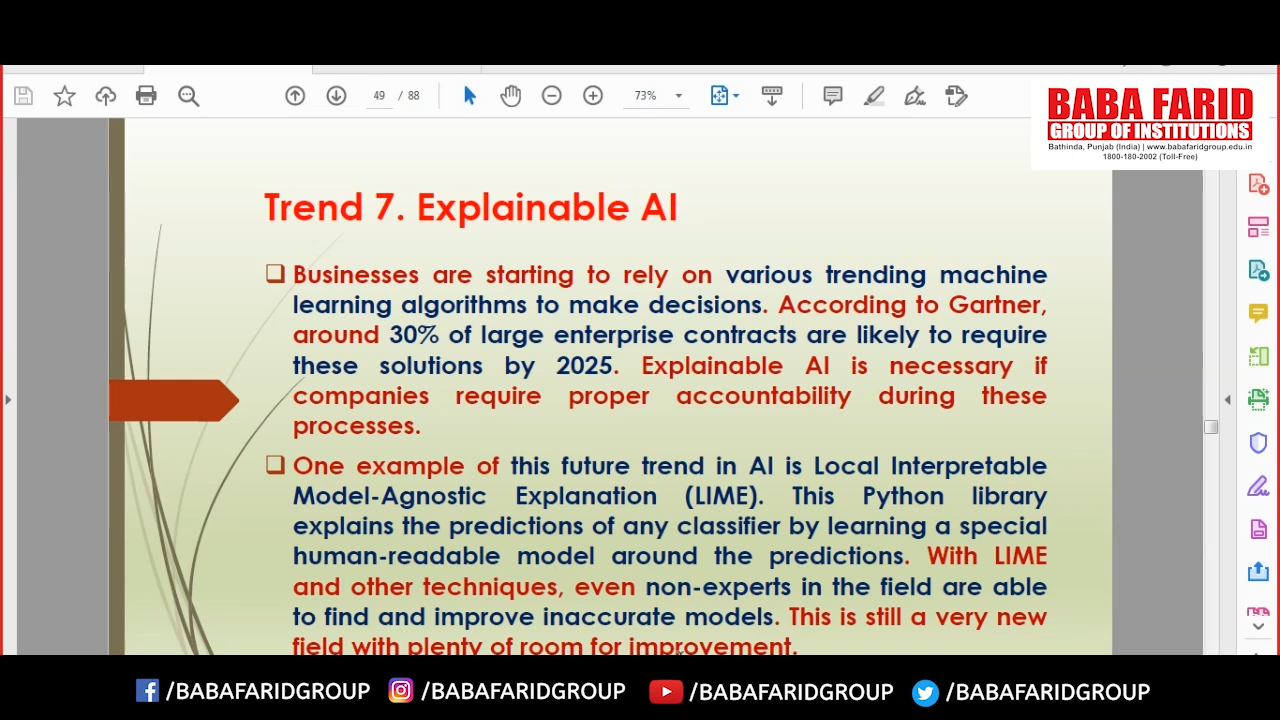 49 / 88
73%
BABA FARID
GROUP OF INSTITUTIONS
Bathinda, Punjab (India) | www.babafaridgroup.edu.in
1800-180-2002 (Toll-Free)
Trend 7. Explainable AI
Businesses are starting to rely on various trending machine
learning algorithms to make decisions. According to Gartner,
around 30% of large enterprise contracts are likely to require
these solutions by 2025. Explainable AI is necessary if
companies require proper accountability during these
processes.
One example of this future trend in AI is Local Interpretable
Model-Agnostic Explanation (LIME). This Python library
explains the predictions of any classifier by learning a special
human-readable model around the predictions. With LIME
and other techniques, even non-experts in the field are able
to find and improve inaccurate models. This is still a very new
field with plenty of room for improvement.
/BABAFARIDGROUP /BABAFARIDGROUP /BABAFARIDGROUP /BABAFARIDGROUP